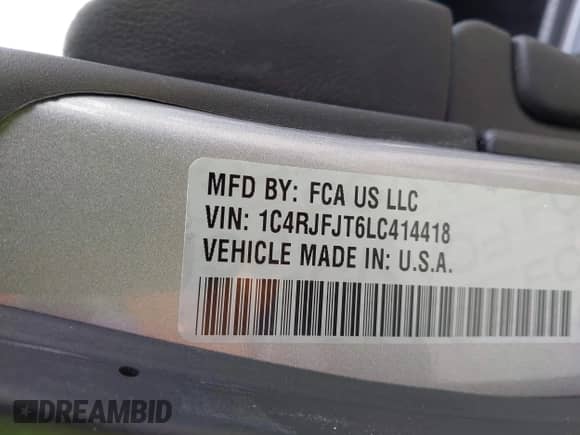 MFD BY: FCA US LLC
VIN: 1C4RJFJT6LC414418
VEHICLE MADE IN: U.S.A.
DREAMBID